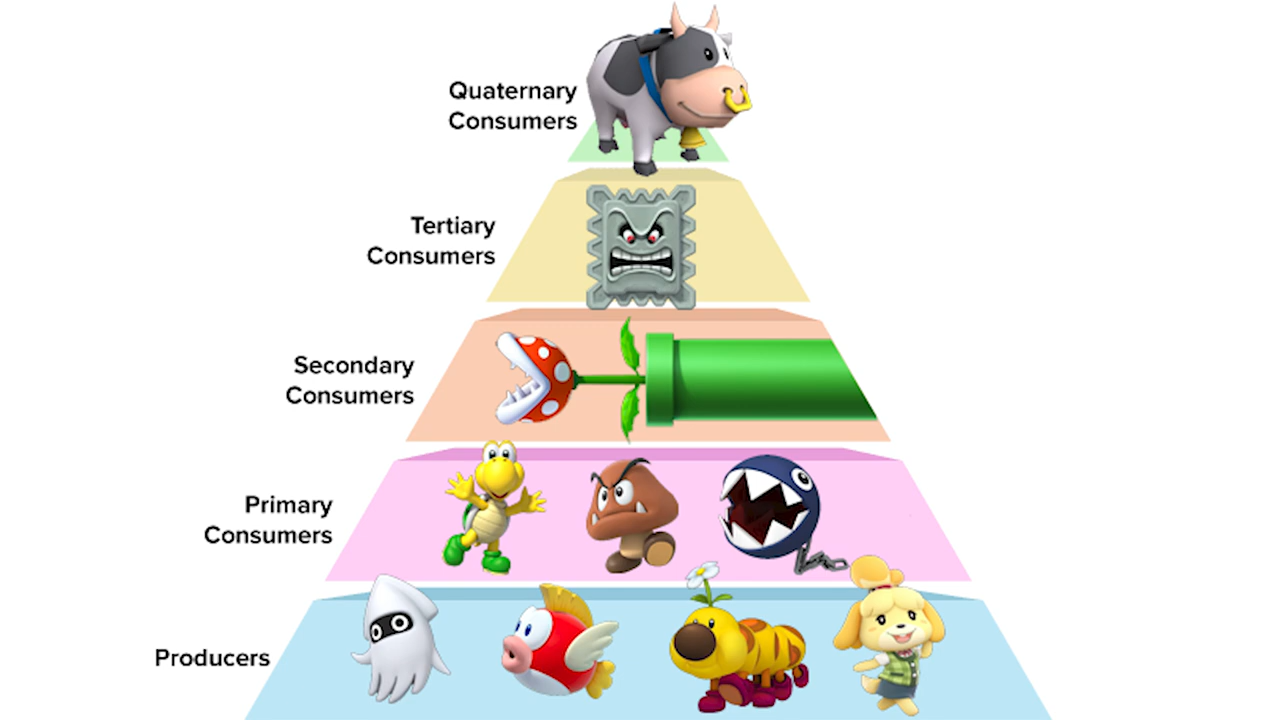 Quaternary
Consumers
Tertiary
Consumers
Secondary
Consumers
Primary
Consumers
Producers